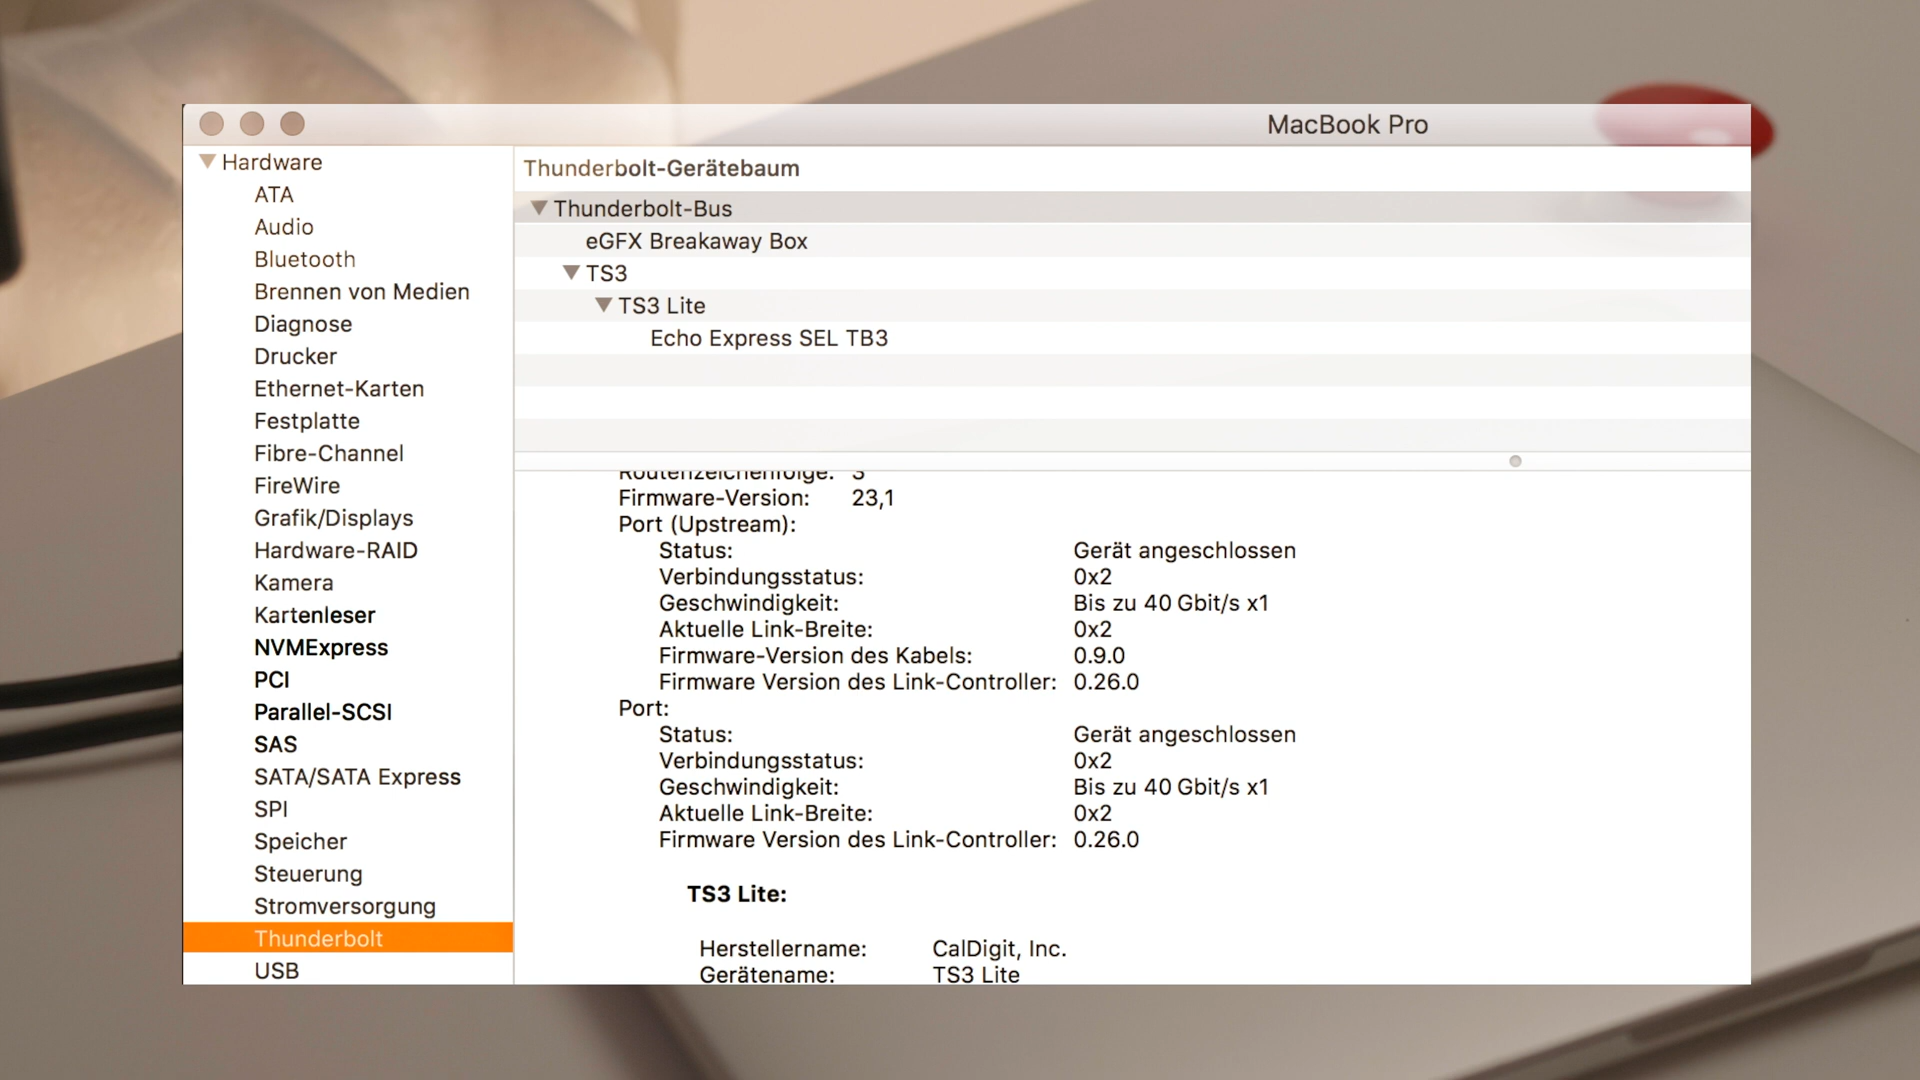 MacBook Pro
Hardware
ATA
Audio
Bluetooth
Brennen von Medien
Diagnose
Drucker
Ethernet-Karten
Festplatte
Fibre-Channel
FireWire
Grafik/Displays
Hardware-RAID
Kamera
Kartenleser
NVMExpress
PCI
Parallel-SCSI
SAS
SATA/SATA Express
SPI
Speicher
Steuerung
Stromversorgung
Thunderbolt
USB
Thunderbolt-Gerätebaum
Thunderbolt-Bus
eGFX Breakaway Box
TS3
TS3 Lite
Echo Express SEL TB3
Routenzeichenfolge: 3
Firmware-Version: 23,1
Port (Upstream):
Status: Gerät angeschlossen
Verbindungsstatus: 0x2
Geschwindigkeit: Bis zu 40 Gbit/s x1
Aktuelle Link-Breite: 0x2
Firmware-Version des Kabels: 0.9.0
Firmware Version des Link-Controller: 0.26.0
Port:
Status: Gerät angeschlossen
Verbindungsstatus: 0x2
Geschwindigkeit: Bis zu 40 Gbit/s x1
Aktuelle Link-Breite: 0x2
Firmware Version des Link-Controller: 0.26.0
TS3 Lite:
Herstellername: CalDigit, Inc.
Gerätename: TS3 Lite